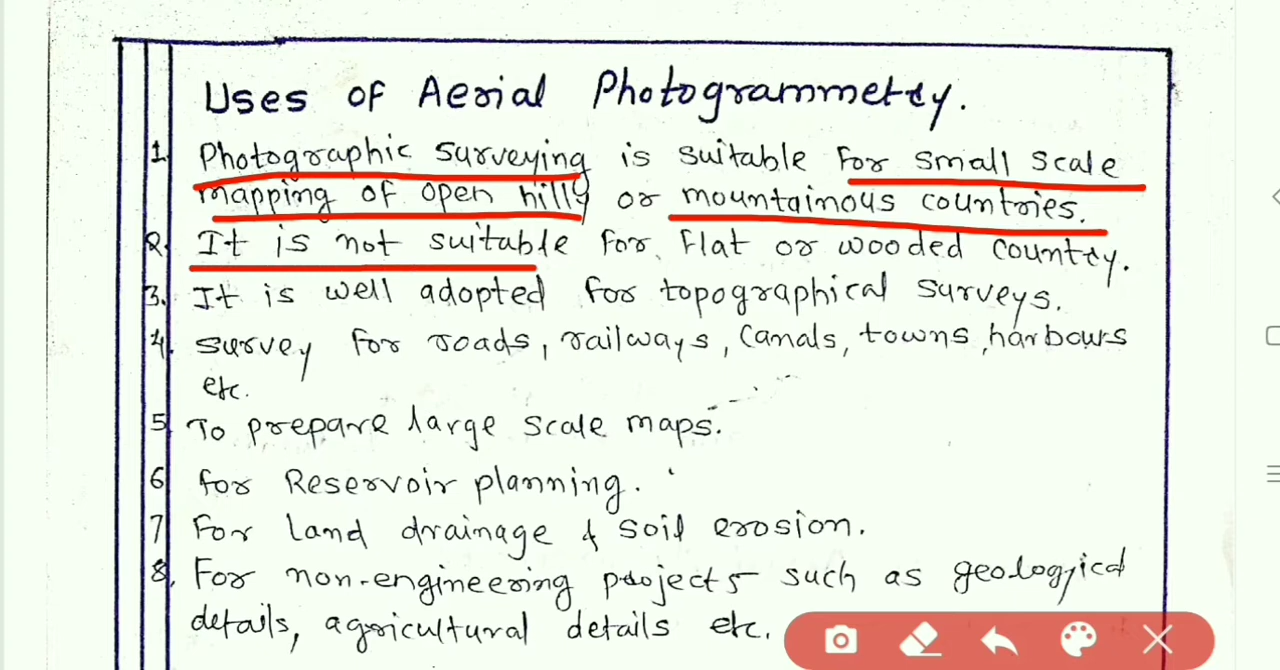 Uses of Aerial Photogrammetry.
1. Photographic surveying is suitable for small scale
mapping of open hilly or mountainous countries.
2. It is not suitable for flat or wooded country.
3. It is well adopted for topographical surveys.
4. survey for roads, railways, canals, towns, harbours
etc.
5. To prepare large scale maps.
6 for Reservoir planning.
7 For Land drainage & soil erosion.
8. For non-engineering projects such as geological
details, agricultural details etc.